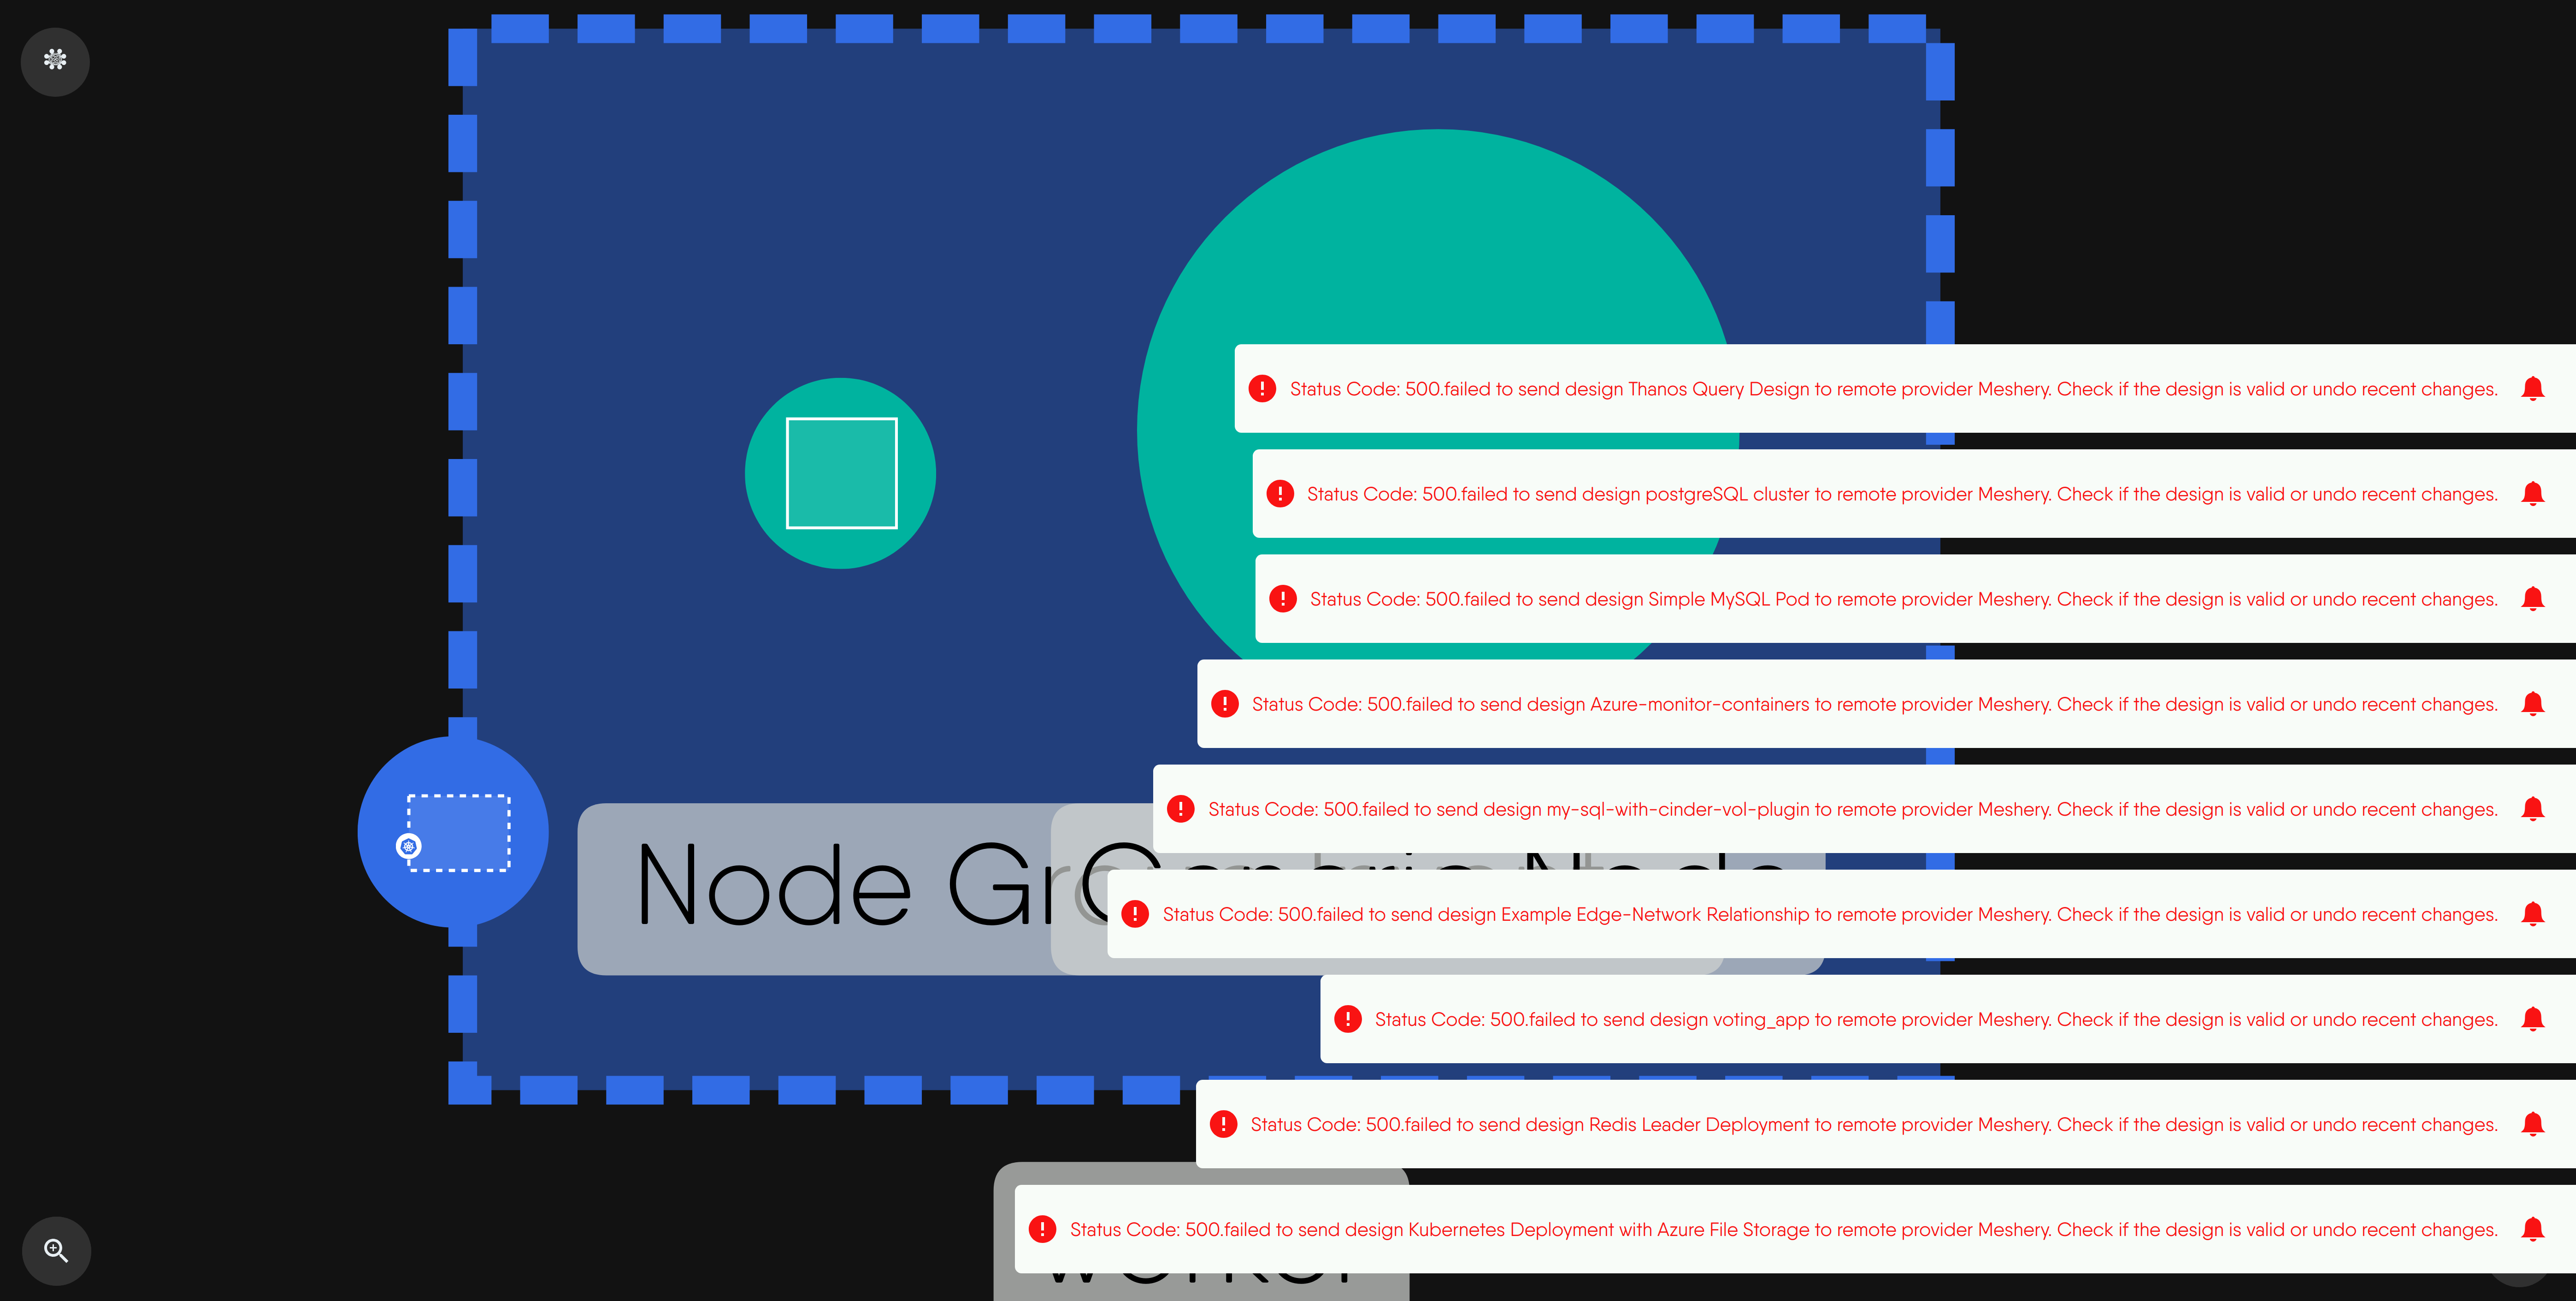 Status Code: 500.failed to send design Thanos Query Design to remote provider Meshery. Check if the design is valid or undo recent changes.
Status Code: 500.failed to send design postgreSQL cluster to remote provider Meshery. Check if the design is valid or undo recent changes.
Status Code: 500.failed to send design Simple MySQL Pod to remote provider Meshery. Check if the design is valid or undo recent changes.
Status Code: 500.failed to send design Azure-monitor-containers to remote provider Meshery. Check if the design is valid or undo recent changes.
Status Code: 500.failed to send design my-sql-with-cinder-vol-plugin to remote provider Meshery. Check if the design is valid or undo recent changes.
Node
Status Code: 500.failed to send design Example Edge-Network Relationship to remote provider Meshery. Check if the design is valid or undo recent changes.
Status Code: 500.failed to send design voting_app to remote provider Meshery. Check if the design is valid or undo recent changes.
Status Code: 500.failed to send design Redis Leader Deployment to remote provider Meshery. Check if the design is valid or undo recent changes.
Status Code: 500.failed to send design Kubernetes Deployment with Azure File Storage to remote provider Meshery. Check if the design is valid or undo recent changes.